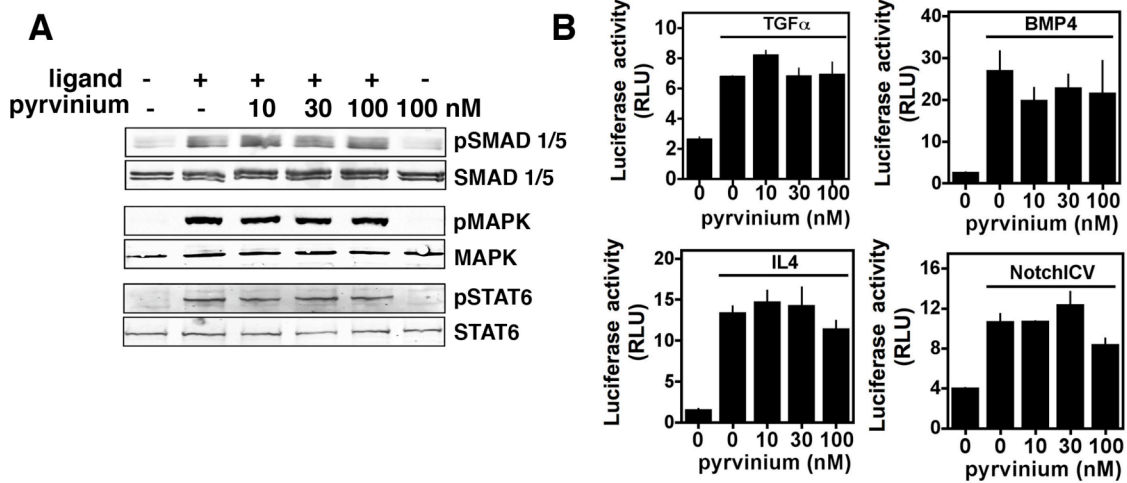 A
ligand - + + + + -
pyrvinium - - 10 30 100 100 nM
pSMAD 1/5
SMAD 1/5
pMAPK
MAPK
pSTAT6
STAT6
B
TGFα
Luciferase activity
(RLU)
10
8
6
4
2
0
0 0 10 30 100
pyrvinium (nM)
BMP4
Luciferase activity
(RLU)
40
30
20
10
0
0 0 10 30 100
pyrvinium (nM)
IL4
Luciferase activity
(RLU)
20
15
10
5
0
0 0 10 30 100
pyrvinium (nM)
NotchICV
Luciferase activity
(RLU)
16
12
8
4
0
0 0 10 30 100
pyrvinium (nM)